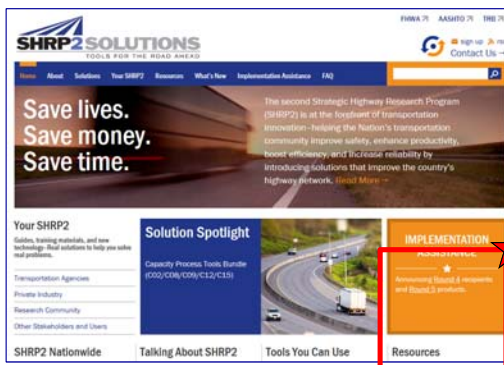 FHWA AASHTO TRB
SHRP2 SOLUTIONS
TOOLS FOR THE ROAD AHEAD
sign up
Contact Us
Home About Solutions Your SHRP2 Resources What's New Implementation Assistance FAQ
Save lives.
Save money.
Save time.
The second Strategic Highway Research Program
(SHRP2) is at the forefront of transportation
innovation—helping the Nation's transportation
community improve safety, enhance productivity,
boost efficiency, and increase reliability by
introducing solutions that improve the country's
highway network. Read More
Your SHRP2
Guides, training materials, and new
technology- Real solutions to help you solve
real problems.
Transportation Agencies
Private Industry
Research Community
Other Stakeholders and Users
Solution Spotlight
Capacity Process Tools Bundle
(C02/C08/C09/C12/C15)
IMPLEMENTATION
ASSISTANCE
Announcing Round 4 recipients
and Round 5 products.
SHRP2 Nationwide
Talking About SHRP2
Tools You Can Use
Resources